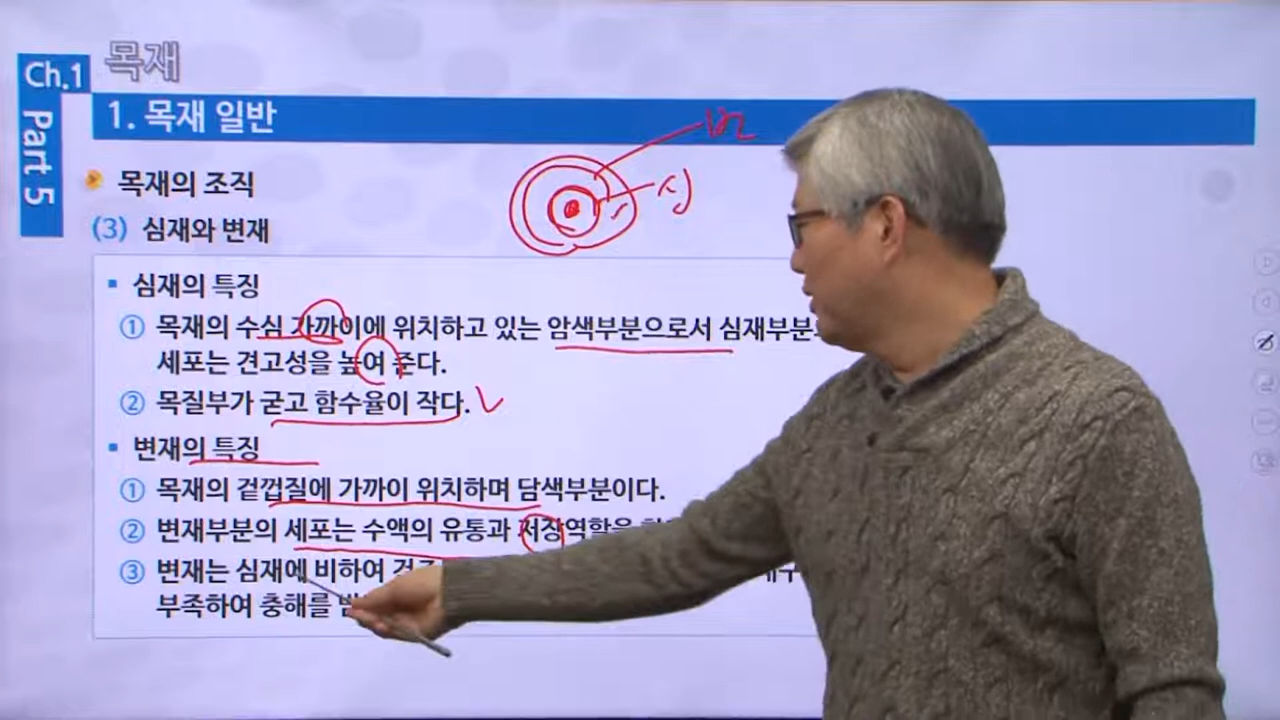 목재
Ch.1
Part 5
1. 목재 일반
목재의 조직
(3) 심재와 변재
심재의 특징
① 목재의 수심 가까이에 위치하고 있는 암색부분으로서 심재부분
세포는 견고성을 높여 준다.
② 목질부가 굳고 함수율이 작다.
변재의 특징
① 목재의 겉껍질에 가까이 위치하며 담색부분이다.
② 변재부분의 세포는 수액의 유통과 저장역할을
③ 변재는 심재에 비하여
부족하여 충해를
심